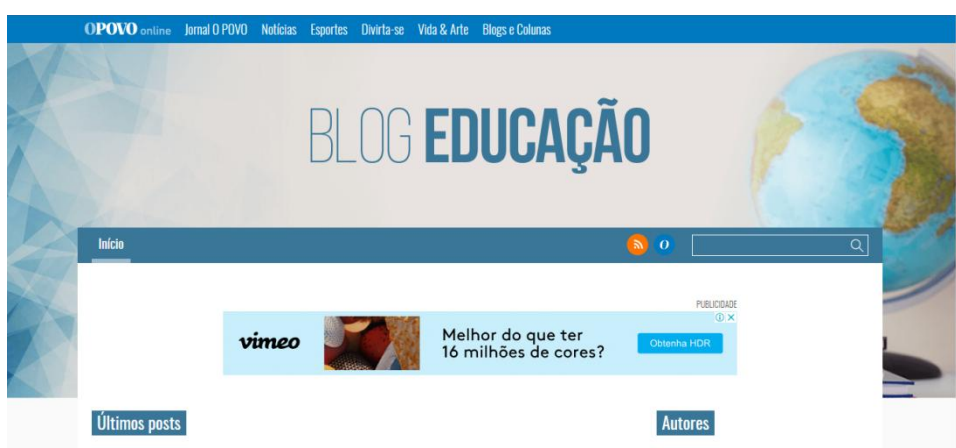 OPOVO online Jornal O POVO Notícias Esportes Divirta-se Vida & Arte Blogs e Colunas
BLOG EDUCAÇÃO
Início
O
PUBLICIDADE
vimeo
Melhor do que ter
16 milhões de cores?
Obtenha HDR
Últimos posts
Autores